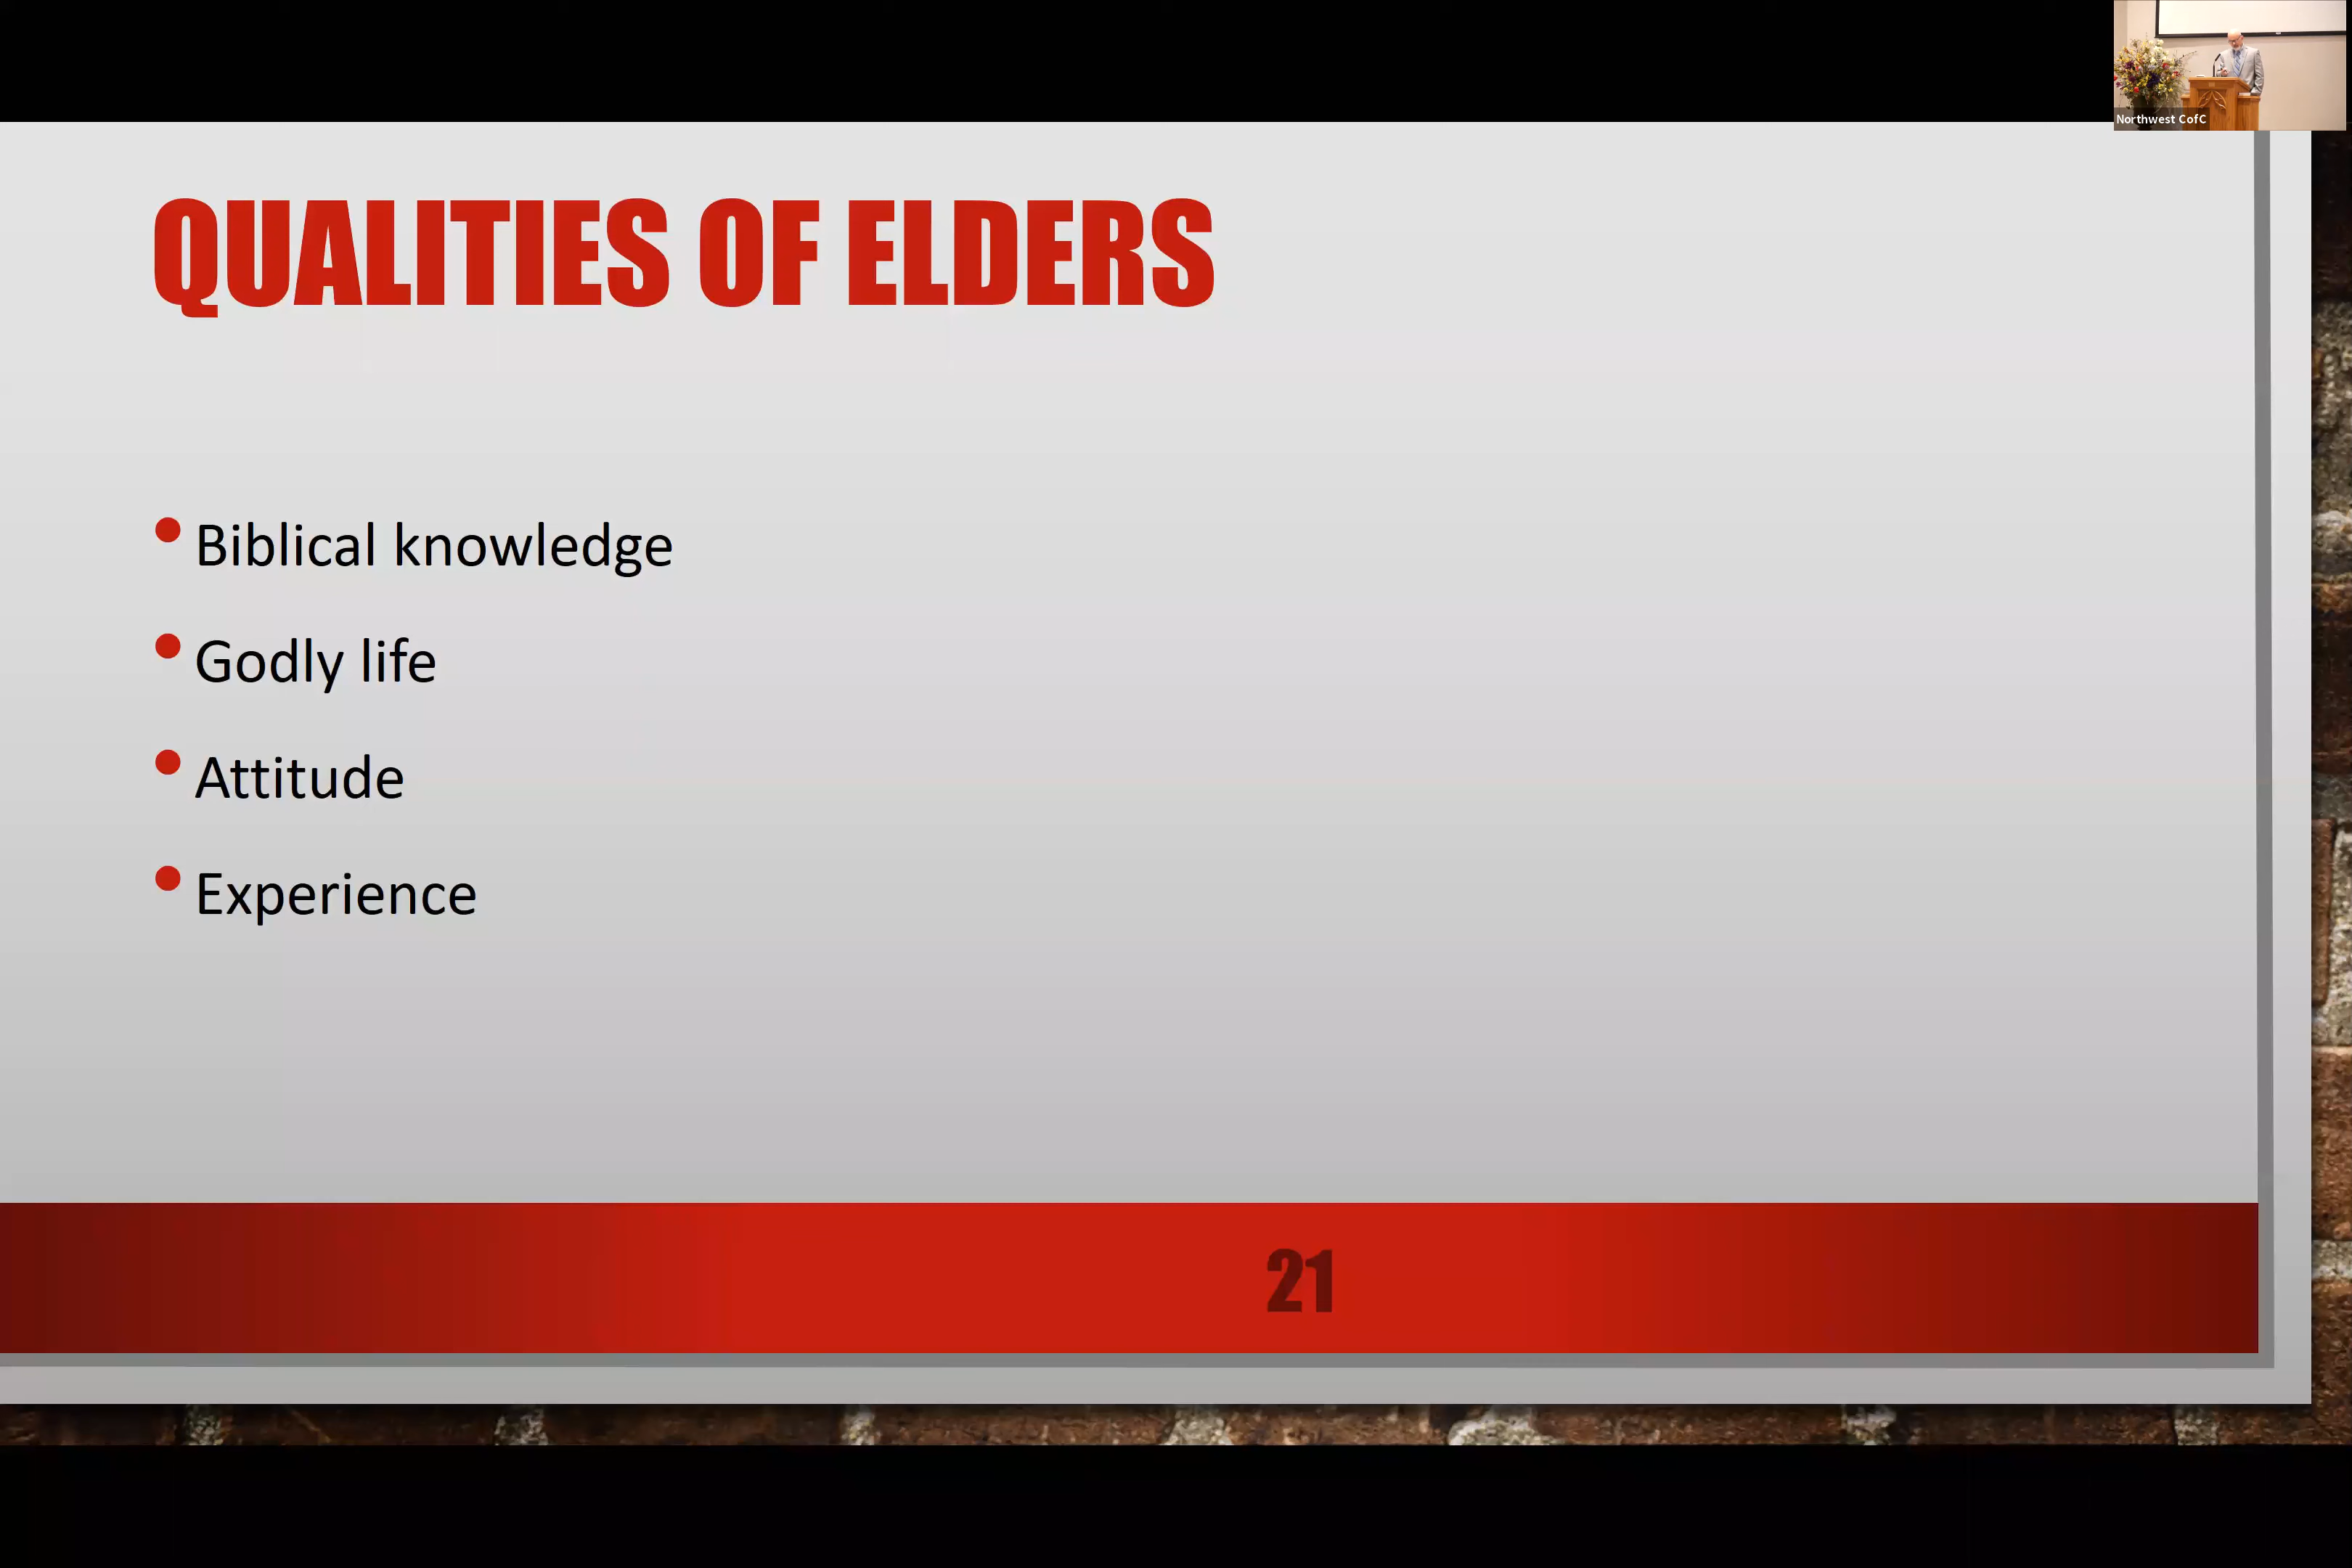 Northwest CofC
QUALITIES OF ELDERS
Biblical knowledge
Godly life
Attitude
Experience
21